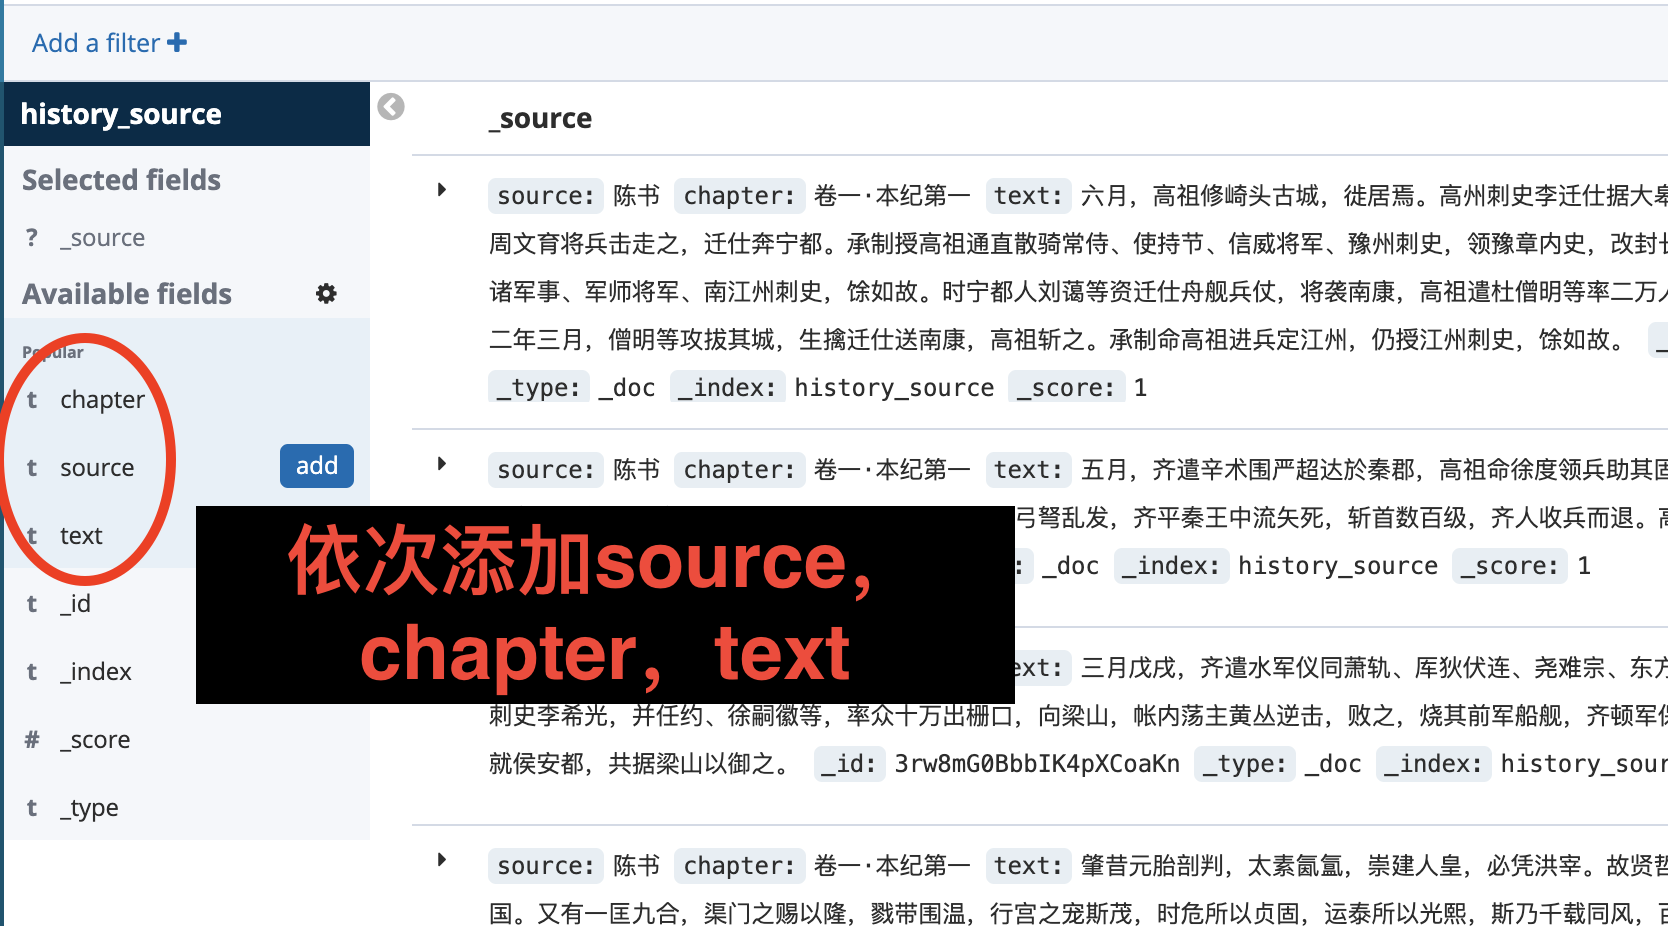 Add a filter +
history_source
Selected fields
? _source
Available fields
Popular
t chapter
t source
add
t text
t _id
t _index
# _score
t _type
_source
source: 陈书 chapter: 卷一·本纪第一 text: 六月，高祖修崎头古城，徙居焉。高州刺史李迁仕据大皋
周文育将兵击走之，迁仕奔宁都。承制授高祖通直散骑常侍、使持节、信威将军、豫州刺史，领豫章内史，改封长
诸军事、军师将军、南江州刺史，馀如故。时宁都人刘蔼等资迁仕舟舰兵仗，将袭南康，高祖遣杜僧明等率二万人
二年三月，僧明等攻拔其城，生擒迁仕送南康，高祖斩之。承制命高祖进兵定江州，仍授江州刺史，馀如故。
_type: _doc _index: history_source _score: 1
source: 陈书 chapter: 卷一·本纪第一 text: 五月，齐遣辛术围严超达於秦郡，高祖命徐度领兵助其固
弓弩乱发，齐平秦王中流矢死，斩首数百级，齐人收兵而退。高
: _doc _index: history_source _score: 1
依次添加source，
chapter，text
ext: 三月戊戌，齐遣水军仪同萧轨、厍狄伏连、尧难宗、东方
刺史李希光，并任约、徐嗣徽等，率众十万出栅口，向梁山，帐内荡主黄丛逆击，败之，烧其前军船舰，齐顿军保
就侯安都，共据梁山以御之。 _id: 3rw8mG0BbbIK4pXCoaKn _type: _doc _index: history_sour
source: 陈书 chapter: 卷一·本纪第一 text: 肇昔元胎剖判，太素氤氲，崇建人皇，必凭洪宰。故贤哲
国。又有一匡九合，渠门之赐以隆，戮带围温，行宫之宠斯茂，时危所以贞固，运泰所以光熙，斯乃千载同风，百